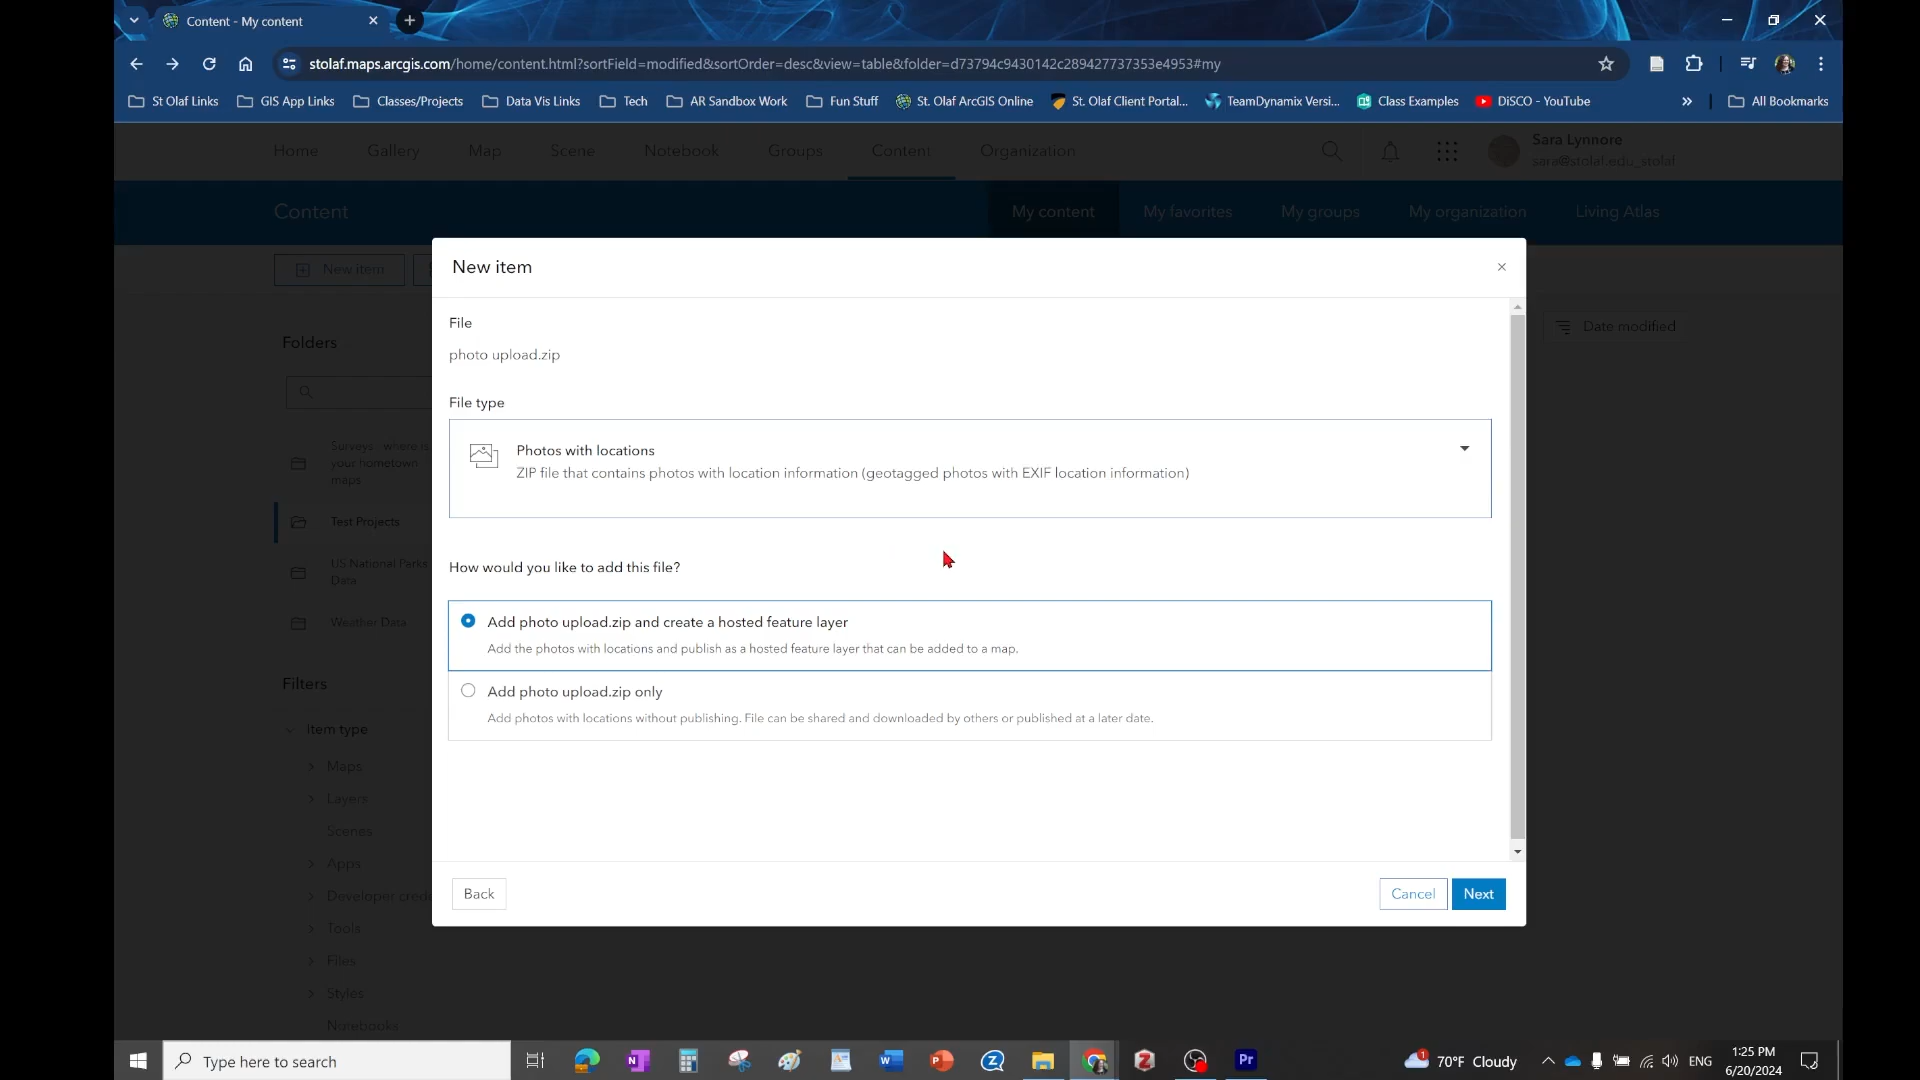 Content - My content
stolaf.maps.arcgis.com/home/content.html?sortField=modified&sortOrder=desc&view=table&folder=d73794c9430142c289427737353e4953#my
St Olaf Links
GIS App Links
Classes/Projects
Data Vis Links
Tech
AR Sandbox Work
Fun Stuff
St. Olaf ArcGIS Online
St. Olaf Client Portal...
TeamDynamix Versi...
Class Examples
DiSCO - YouTube
»
All Bookmarks
Home
Gallery
Map
Scene
Notebook
Groups
Content
Organization
Sara Lynnore
sara@stolaf.edu_stolaf
Content
My content
My favorites
My groups
My organization
Living Atlas
New item
Folders
Surveys - where is
your hometown
maps
Test Projects
US National Parks
Data
Weather Data
Filters
Item type
Maps
Layers
Scenes
Apps
Developer crede
Tools
Files
Styles
Notebooks
Date modified
New item
File
photo upload.zip
File type
Photos with locations
ZIP file that contains photos with location information (geotagged photos with EXIF location information)
How would you like to add this file?
Add photo upload.zip and create a hosted feature layer
Add the photos with locations and publish as a hosted feature layer that can be added to a map.
Add photo upload.zip only
Add photos with locations without publishing. File can be shared and downloaded by others or published at a later date.
Back
Cancel
Next
Type here to search
70°F Cloudy
ENG
1:25 PM
6/20/2024